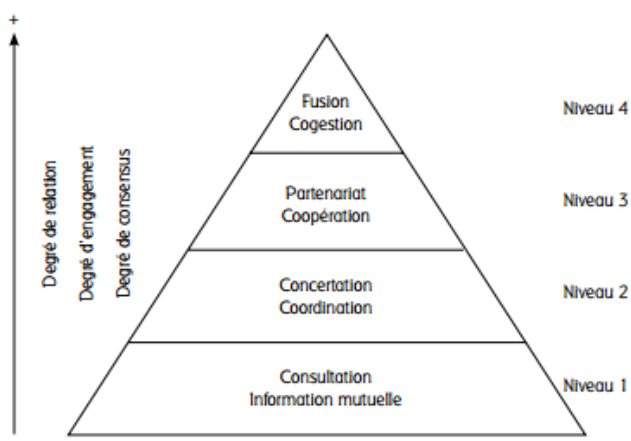 +
Fusion
Cogestion
Niveau 4
Partenariat
Coopération
Niveau 3
Concertation
Coordination
Niveau 2
Consultation
Information mutuelle
Niveau 1
Degré de relation
Degré d'engagement
Degré de consensus